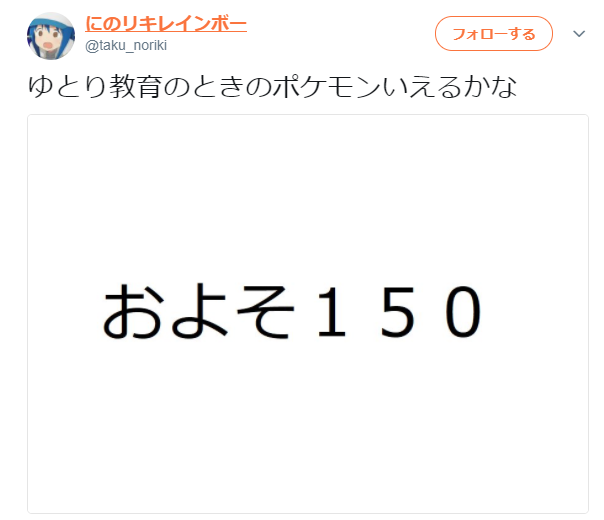 にのリキレインボー
@taku_noriki
フォローする
ゆとり教育のときのポケモンいえるかな
およそ１５０